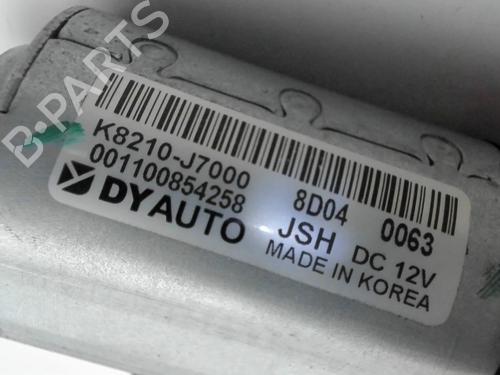 B-PARTS
K8210-J7000 8D04 0063
001100854258
DYAUTO JSH DC 12V
MADE IN KOREA